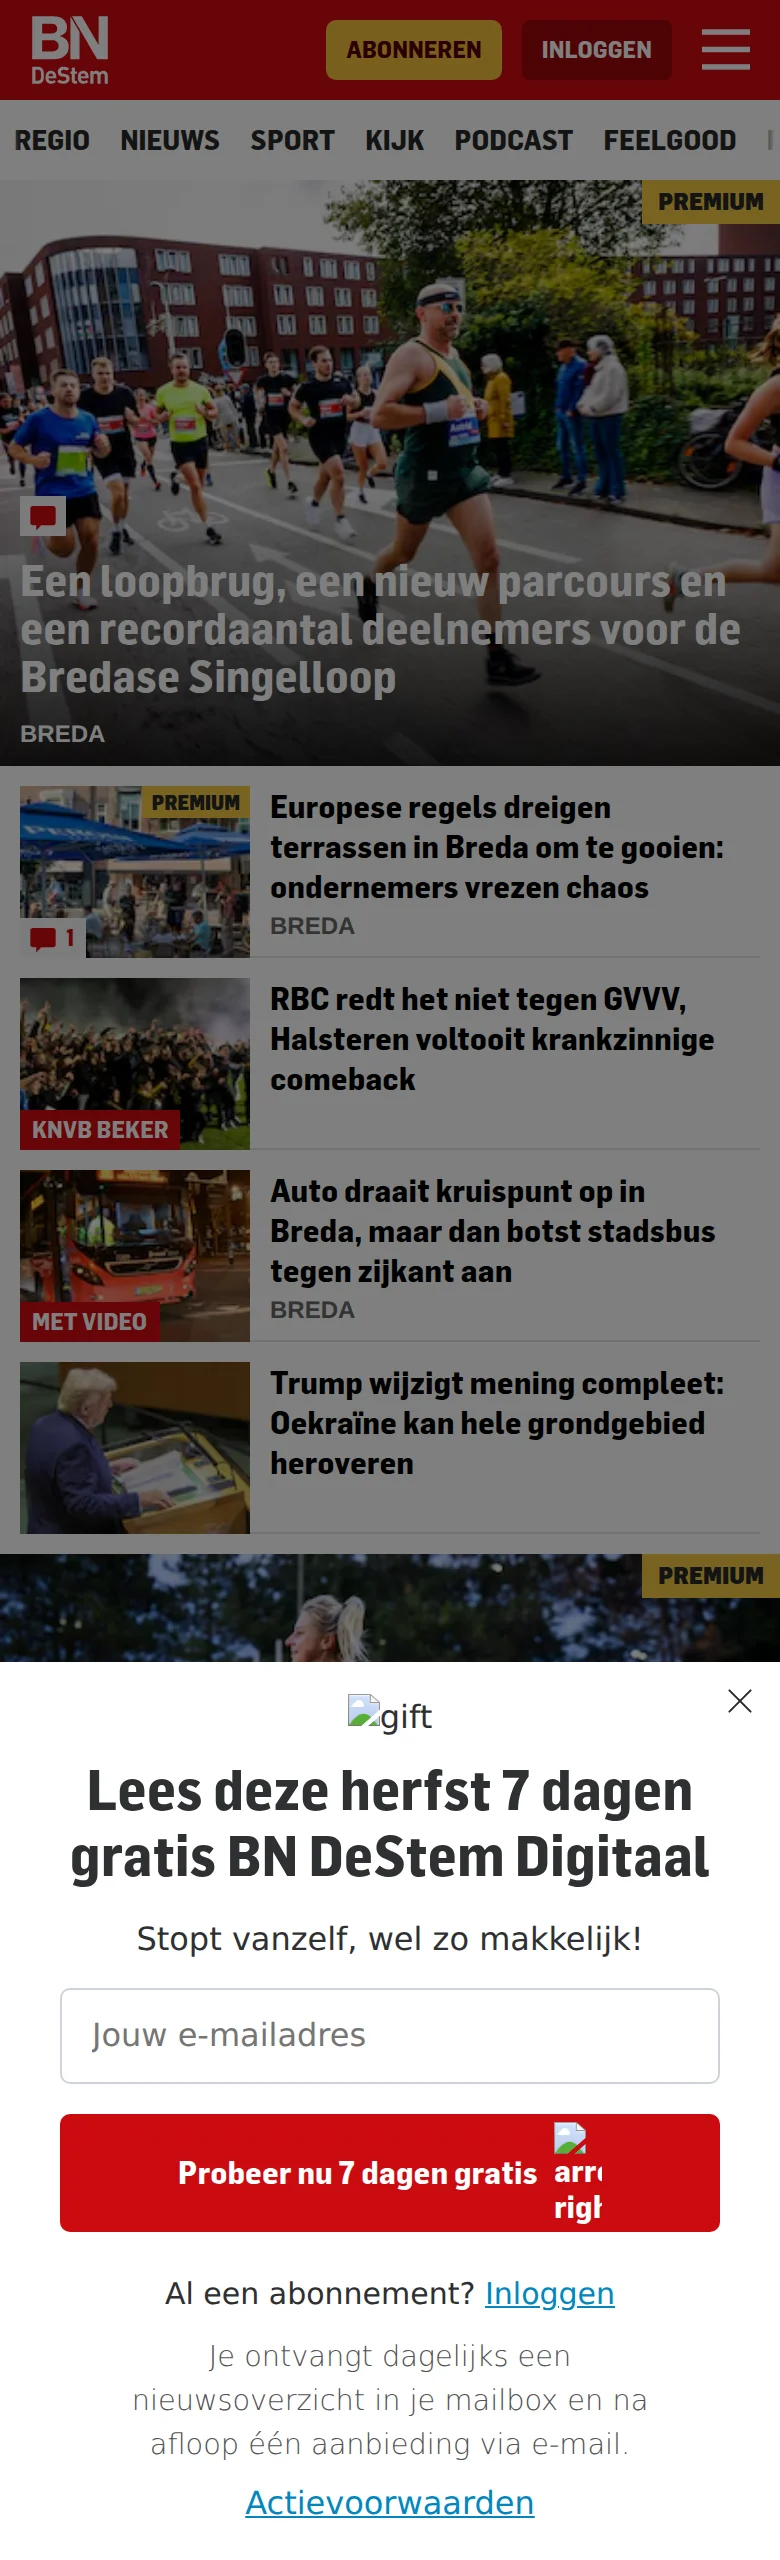 BN
DeStem
ABONNEREN
INLOGGEN
REGIO NIEUWS SPORT KIJK PODCAST FEELGOOD
PREMIUM
Een loopbrug, een nieuw parcours en
een recordaantal deelnemers voor de
Bredase Singelloop
BREDA
PREMIUM
1
Europese regels dreigen
terrassen in Breda om te gooien:
ondernemers vrezen chaos
BREDA
KNVB BEKER
RBC redt het niet tegen GVVV,
Halsteren voltooit krankzinnige
comeback
MET VIDEO
Auto draait kruispunt op in
Breda, maar dan botst stadsbus
tegen zijkant aan
BREDA
Trump wijzigt mening compleet:
Oekraïne kan hele grondgebied
heroveren
PREMIUM
gift
Lees deze herfst 7 dagen
gratis BN DeStem Digitaal
Stopt vanzelf, wel zo makkelijk!
Jouw e-mailadres
Probeer nu 7 dagen gratis
Al een abonnement? Inloggen
Je ontvangt dagelijks een
nieuwsoverzicht in je mailbox en na
afloop één aanbieding via e-mail.
Actievoorwaarden